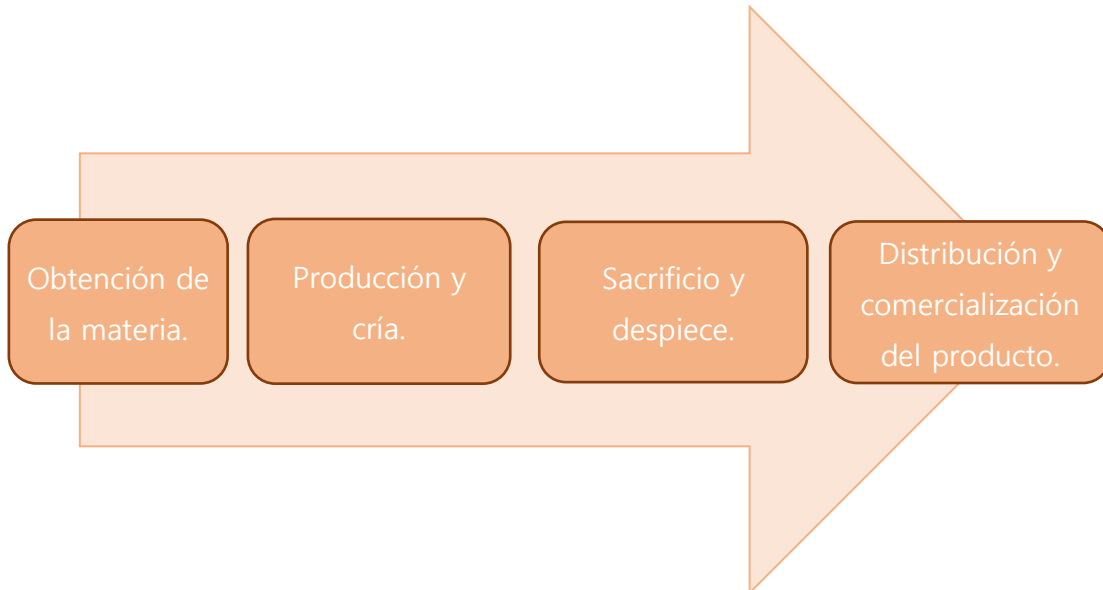 Obtención de
la materia.
Producción y
cría.
Sacrificio y
despiece.
Distribución y
comercialización
del producto.